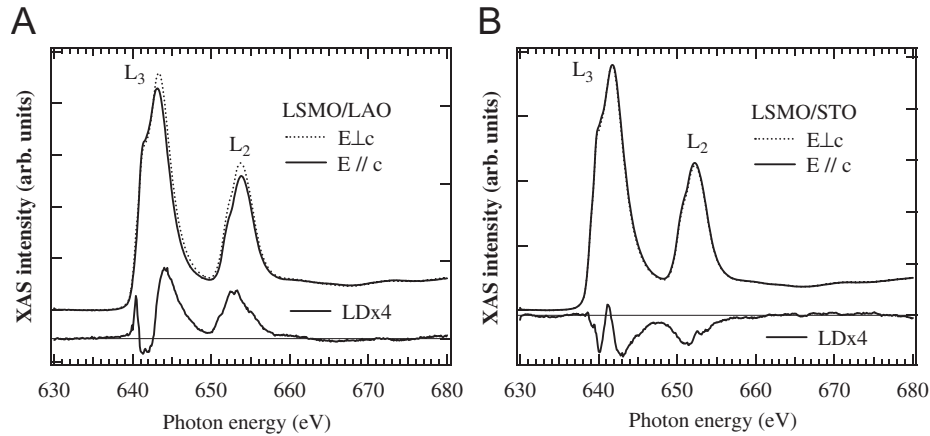 A
XAS intensity (arb. units)
L3
L2
LSMO/LAO
E⊥c
E // c
LDx4
630 640 650 660 670 680
Photon energy (eV)
B
XAS intensity (arb. units)
L3
L2
LSMO/STO
E⊥c
E // c
LDx4
630 640 650 660 670 680
Photon energy (eV)